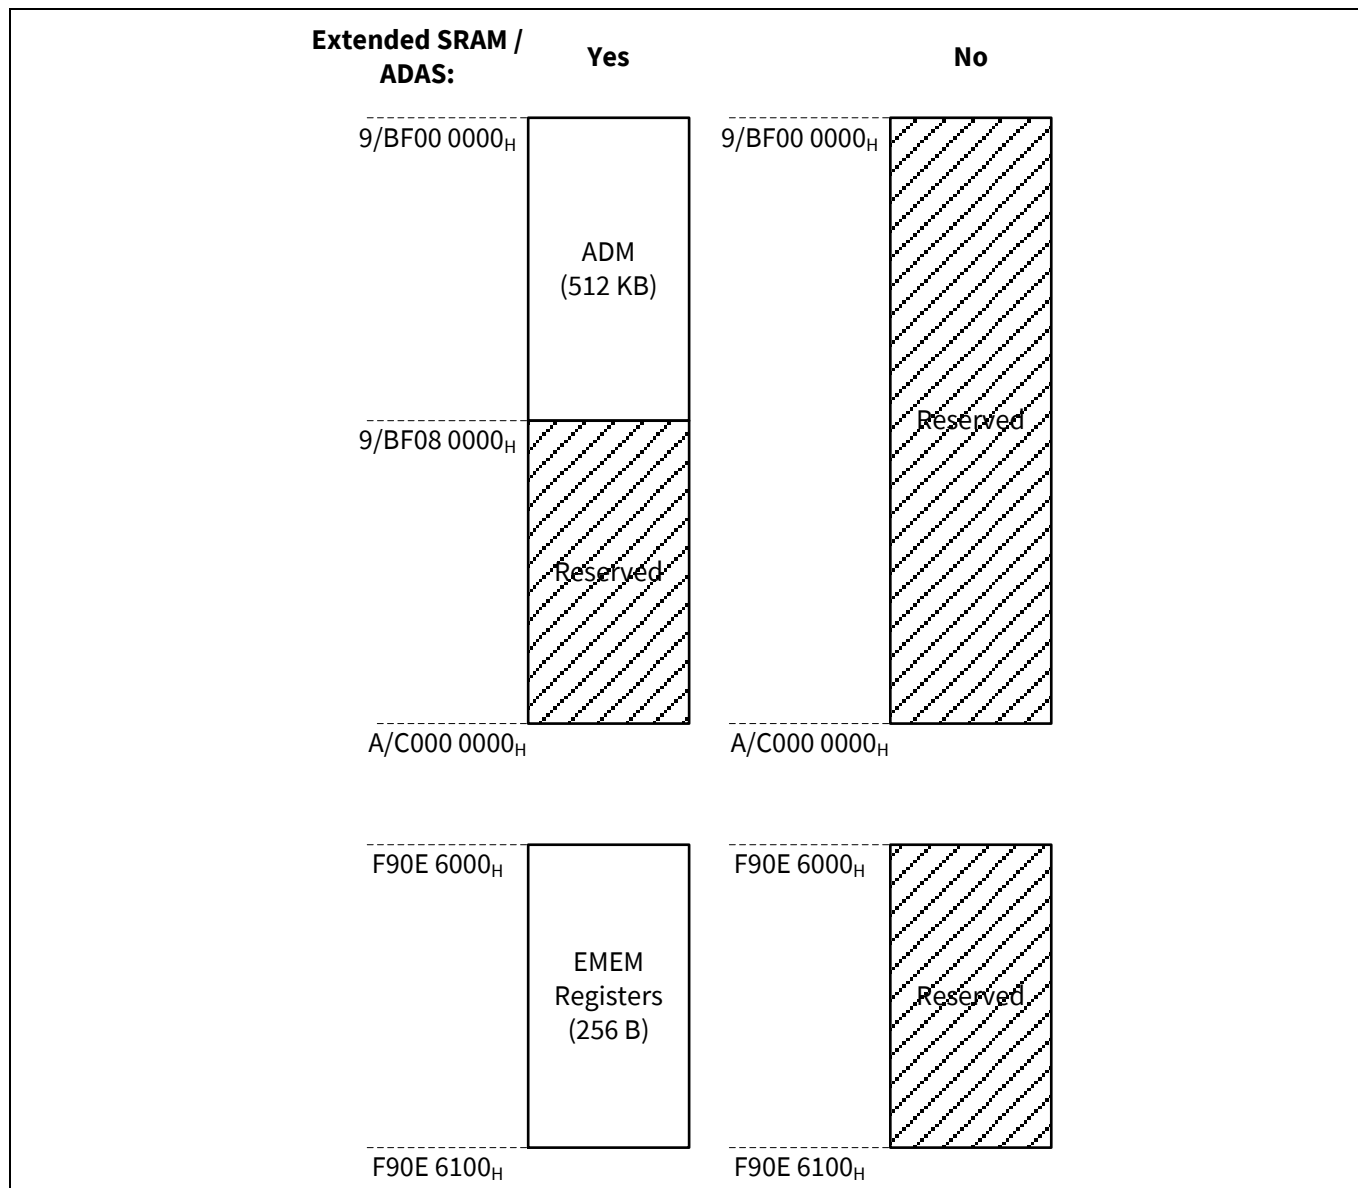 Extended SRAM /
ADAS:
Yes
No
9/BF00 0000H
9/BF00 0000H
ADM
(512 KB)
Reserved
9/BF08 0000H
Reserved
A/C000 0000H
A/C000 0000H
F90E 6000H
F90E 6000H
EMEM
Registers
(256 B)
Reserved
F90E 6100H
F90E 6100H